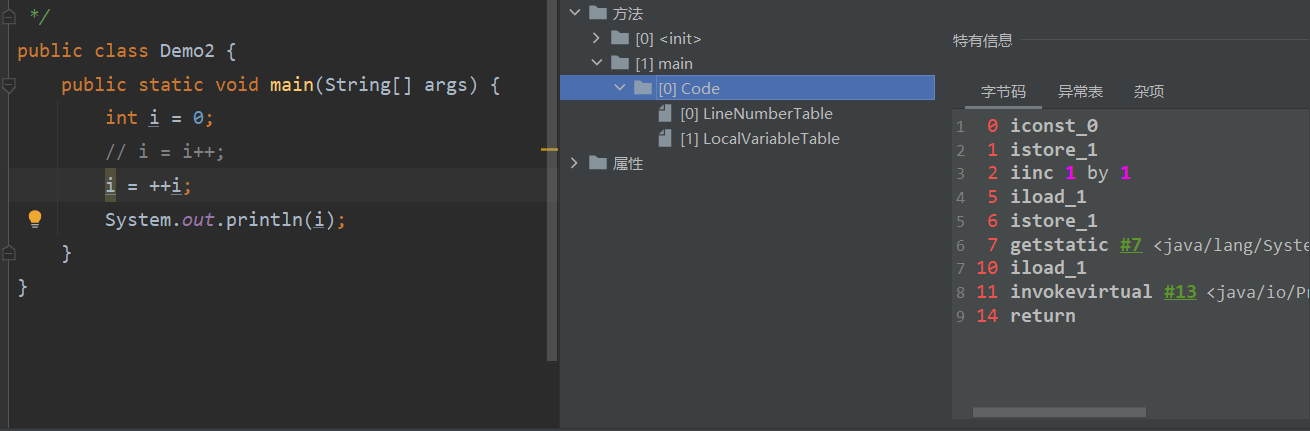 */
public class Demo2 {
public static void main(String[] args) {
int i = 0;
// i = i++;
i = ++i;
System.out.println(i);
}
}
方法
[0] <init>
[1] main
[0] Code
[0] LineNumberTable
[1] LocalVariableTable
属性
特有信息
字节码 异常表 杂项
1 0 iconst_0
2 1 istore_1
3 2 iinc 1 by 1
4 5 iload_1
5 6 istore_1
6 7 getstatic #7 <java/lang/Syste
7 10 iload_1
8 11 invokevirtual #13 <java/io/Pr
9 14 return